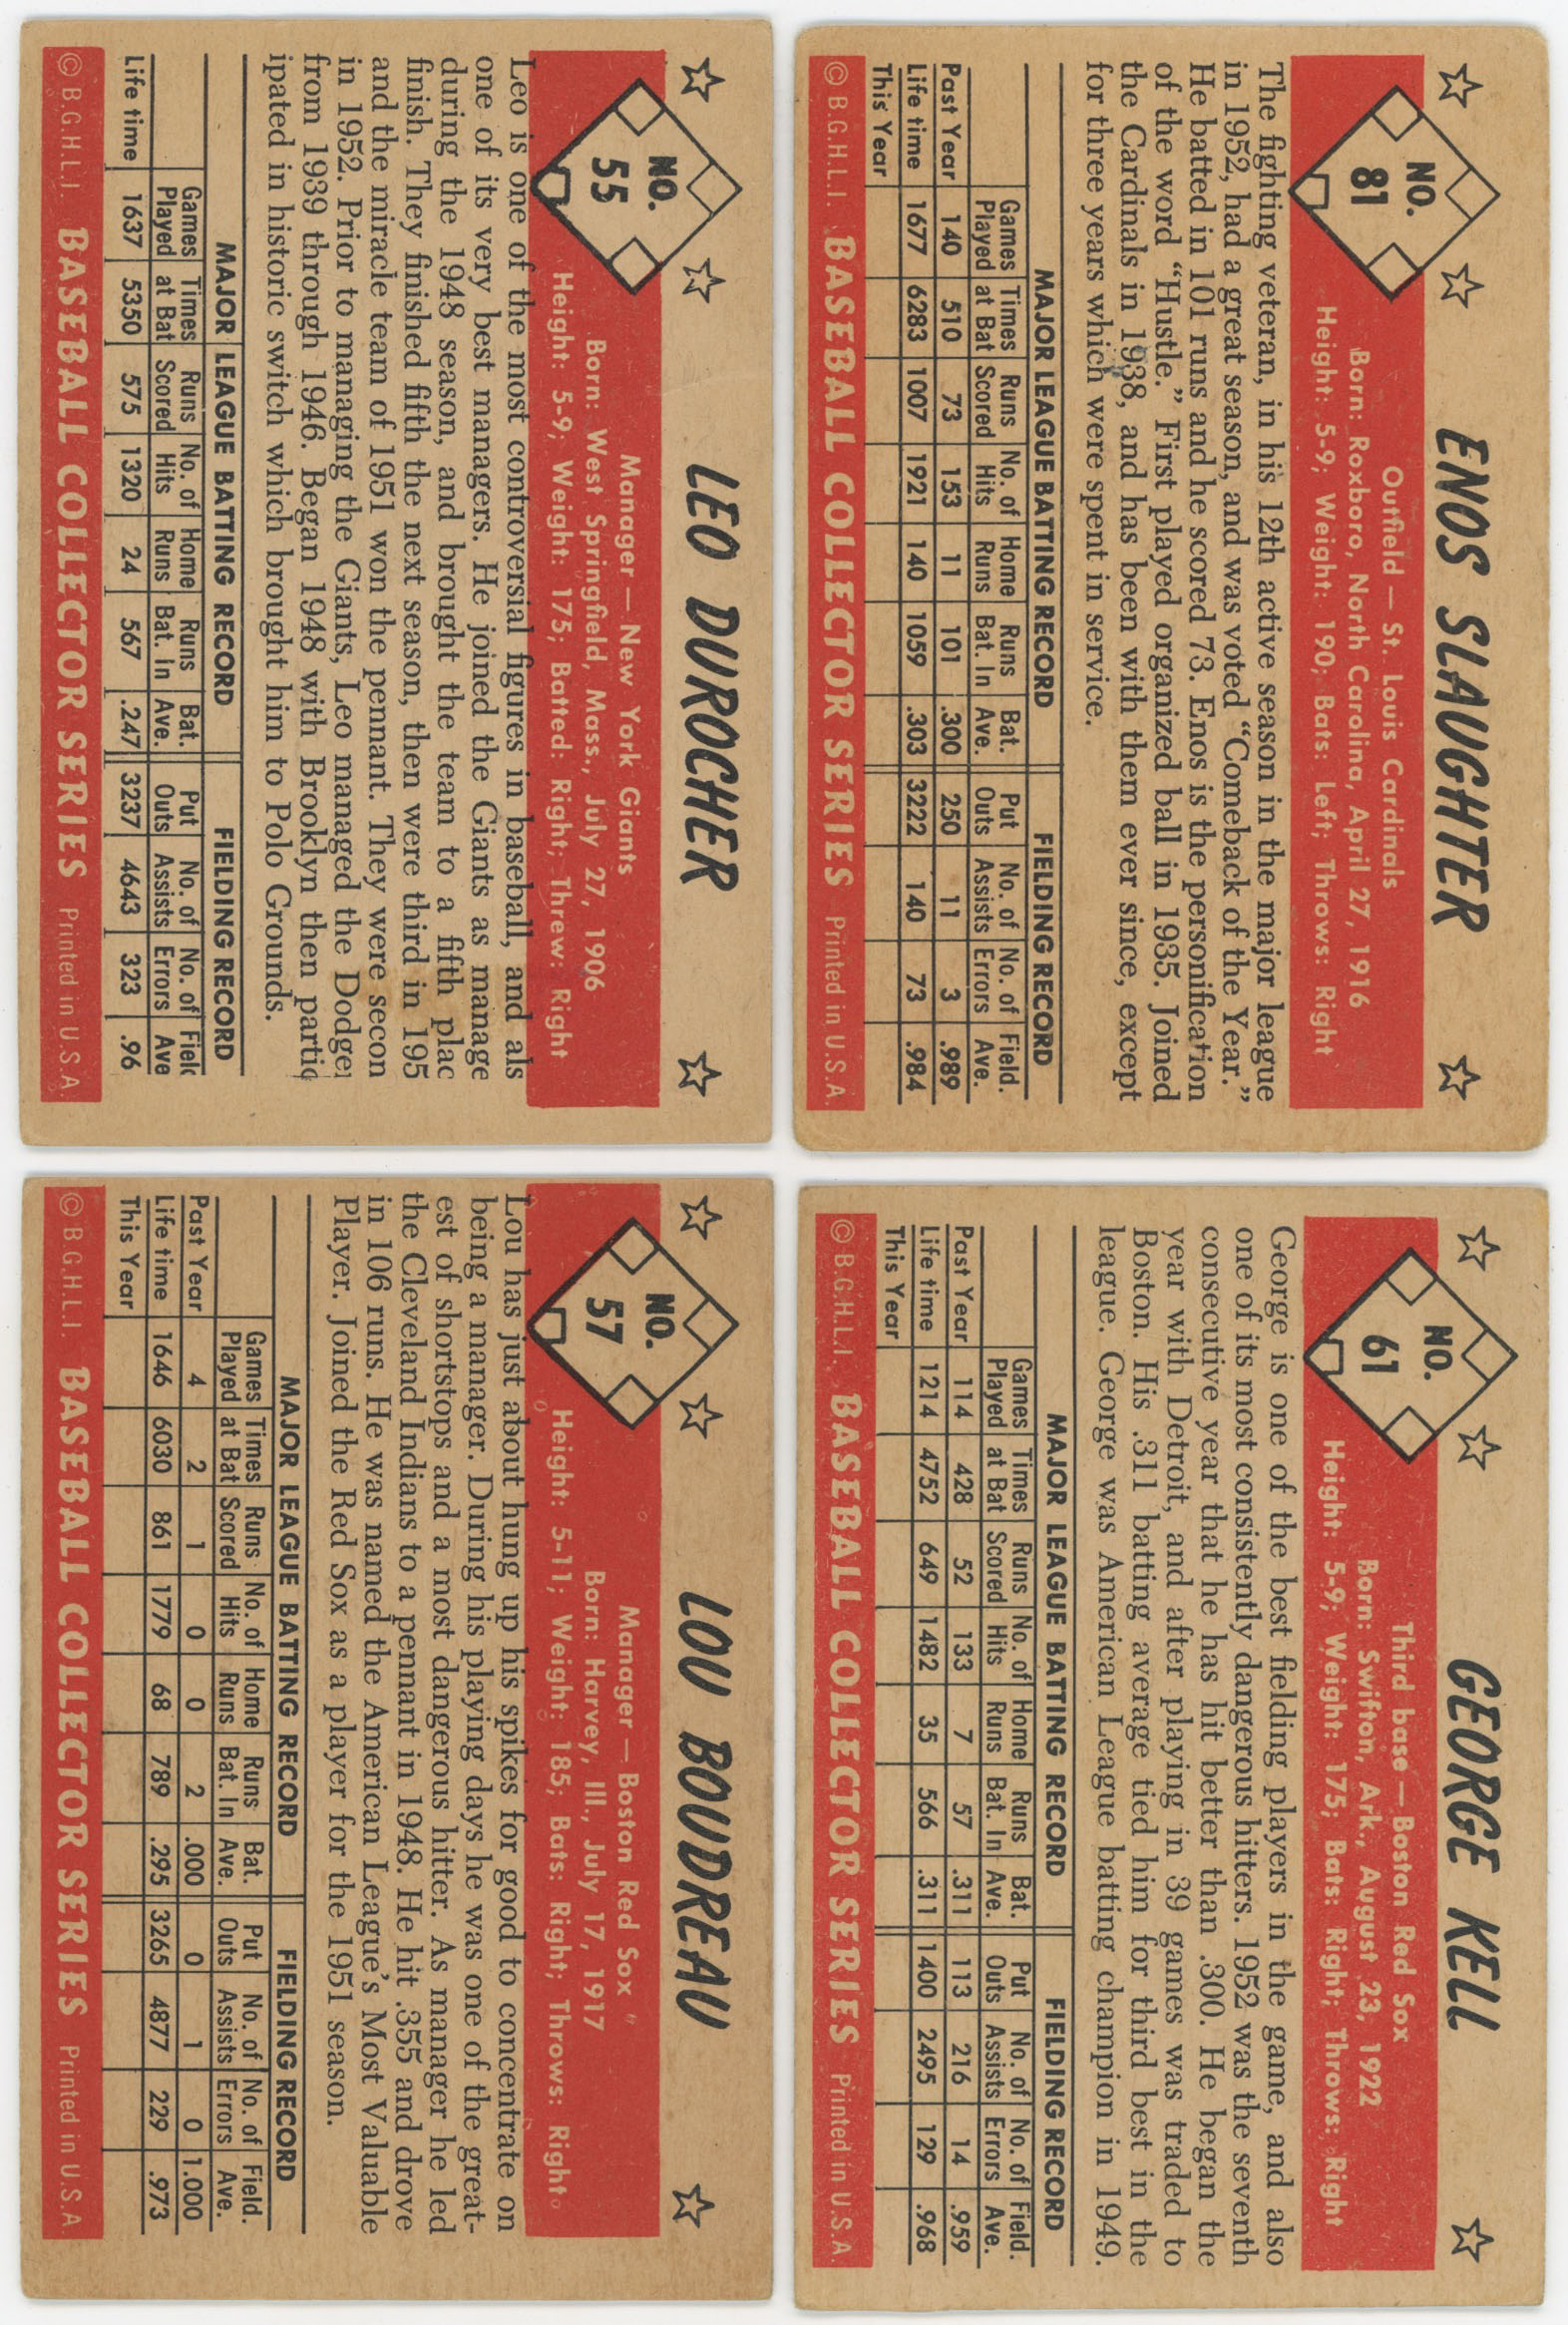 LEO DUROCHER
NO.
55
Manager — New York Giants
Born: West Springfield, Mass., July 27, 1906
Height: 5-9; Weight: 175; Batted: Right; Threw: Right
Leo is one of the most controversial figures in baseball, and als
one of its very best managers. He joined the Giants as manage
during the 1948 season, and brought the team to a fifth plac
finish. They finished fifth the next season, then were third in 195
and the miracle team of 1951 won the pennant. They were secon
in 1952. Prior to managing the Giants, Leo managed the Dodger
from 1939 through 1946. Began 1948 with Brooklyn then partic
ipated in historic switch which brought him to Polo Grounds.
MAJOR LEAGUE BATTING RECORD FIELDING RECORD
Games Times Runs No. of Home Runs Bat. Put No. of No. of Field
Played at Bat Scored Hits Runs Bat. In Ave. Outs Assists Errors Ave
Life time 1637 5350 575 1320 24 567 .247 3237 4643 323 .96
© B.G.H.L.I. BASEBALL COLLECTOR SERIES Printed in U.S.A.
ENOS SLAUGHTER
NO.
81
Outfield — St. Louis Cardinals
Born: Roxboro, North Carolina, April 27, 1916
Height: 5-9; Weight: 190; Bats: Left; Throws: Right
The fighting veteran, in his 12th active season in the major league
in 1952, had a great season, and was voted “Comeback of the Year.”
He batted in 101 runs and he scored 73. Enos is the personification
of the word “Hustle.” First played organized ball in 1935. Joined
the Cardinals in 1938, and has been with them ever since, except
for three years which were spent in service.
MAJOR LEAGUE BATTING RECORD FIELDING RECORD
Games Times Runs No. of Home Runs Bat. Put No. of No. of Field.
Played at Bat Scored Hits Runs Bat. In Ave. Outs Assists Errors Ave.
Past Year 140 510 73 153 11 101 .300 250 11 3 .989
Life time 1677 6283 1007 1921 140 1059 .303 3222 140 73 .984
This Year
© B.G.H.L.I. BASEBALL COLLECTOR SERIES Printed in U.S.A.
LOU BOUDREAU
NO.
57
Manager — Boston Red Sox
Born: Harvey, Ill., July 17, 1917
Height: 5-11; Weight: 185; Bats: Right; Throws: Right
Lou has just about hung up his spikes for good to concentrate on
being a manager. During his playing days he was one of the great-
est of shortstops and a most dangerous hitter. As manager he led
the Cleveland Indians to a pennant in 1948. He hit .355 and drove
in 106 runs. He was named the American League’s Most Valuable
Player. Joined the Red Sox as a player for the 1951 season.
MAJOR LEAGUE BATTING RECORD FIELDING RECORD
Games Times Runs No. of Home Runs Bat. Put No. of No. of Field.
Played at Bat Scored Hits Runs Bat. In Ave. Outs Assists Errors Ave.
Past Year 4 2 1 0 0 2 .000 0 1 0 1.000
Life time 1646 6030 861 1779 68 789 .295 3265 4877 229 .973
This Year
© B.G.H.L.I. BASEBALL COLLECTOR SERIES Printed in U.S.A.
GEORGE KELL
NO.
61
Third base — Boston Red Sox
Born: Swifton, Ark., August 23, 1922
Height: 5-9; Weight: 175; Bats: Right; Throws: Right
George is one of the best fielding players in the game, and also
one of its most consistently dangerous hitters. 1952 was the seventh
consecutive year that he has hit better than .300. He began the
year with Detroit, and after playing in 39 games was traded to
Boston. His .311 batting average tied him for third best in the
league. George was American League batting champion in 1949.
MAJOR LEAGUE BATTING RECORD FIELDING RECORD
Games Times Runs No. of Home Runs Bat. Put No. of No. of Field.
Played at Bat Scored Hits Runs Bat. In Ave. Outs Assists Errors Ave.
Past Year 114 428 52 133 7 57 .311 113 216 14 .959
Life time 1214 4752 649 1482 35 566 .311 1400 2495 129 .968
This Year
© B.G.H.L.I. BASEBALL COLLECTOR SERIES Printed in U.S.A.